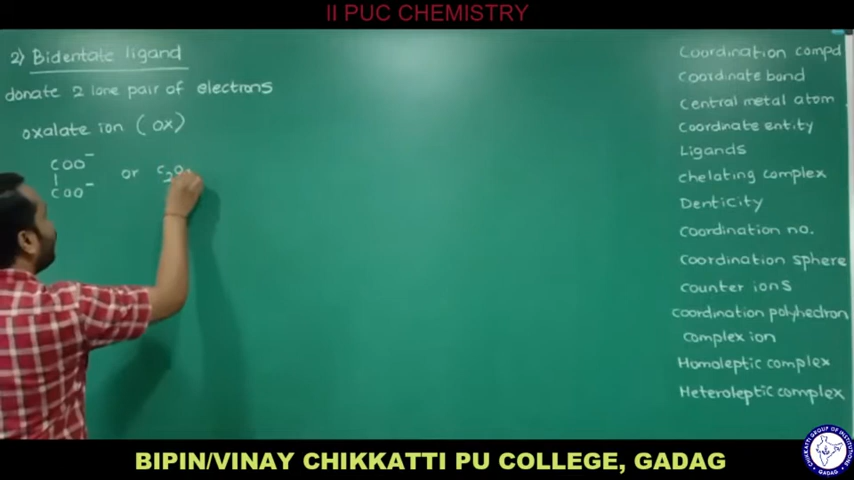 II PUC CHEMISTRY
2) Bidentate ligand
donate 2 lone pair of electrons
oxalate ion (ox)
COO⁻
|
COO⁻
or C₂O
Coordination compd
Coordinate bond
Central metal atom
Coordinate entity
Ligands
chelating complex
Denticity
coordination no.
coordination sphere
counter ions
coordination polyhedron
complex ion
Homoleptic complex
Heteroleptic complex
BIPIN/VINAY CHIKKATTI PU COLLEGE, GADAG